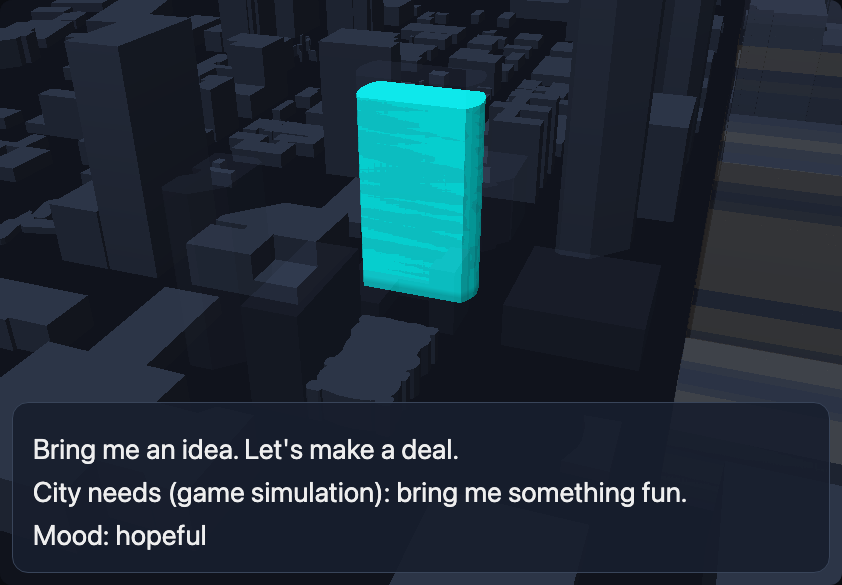 Bring me an idea. Let's make a deal.
City needs (game simulation): bring me something fun.
Mood: hopeful